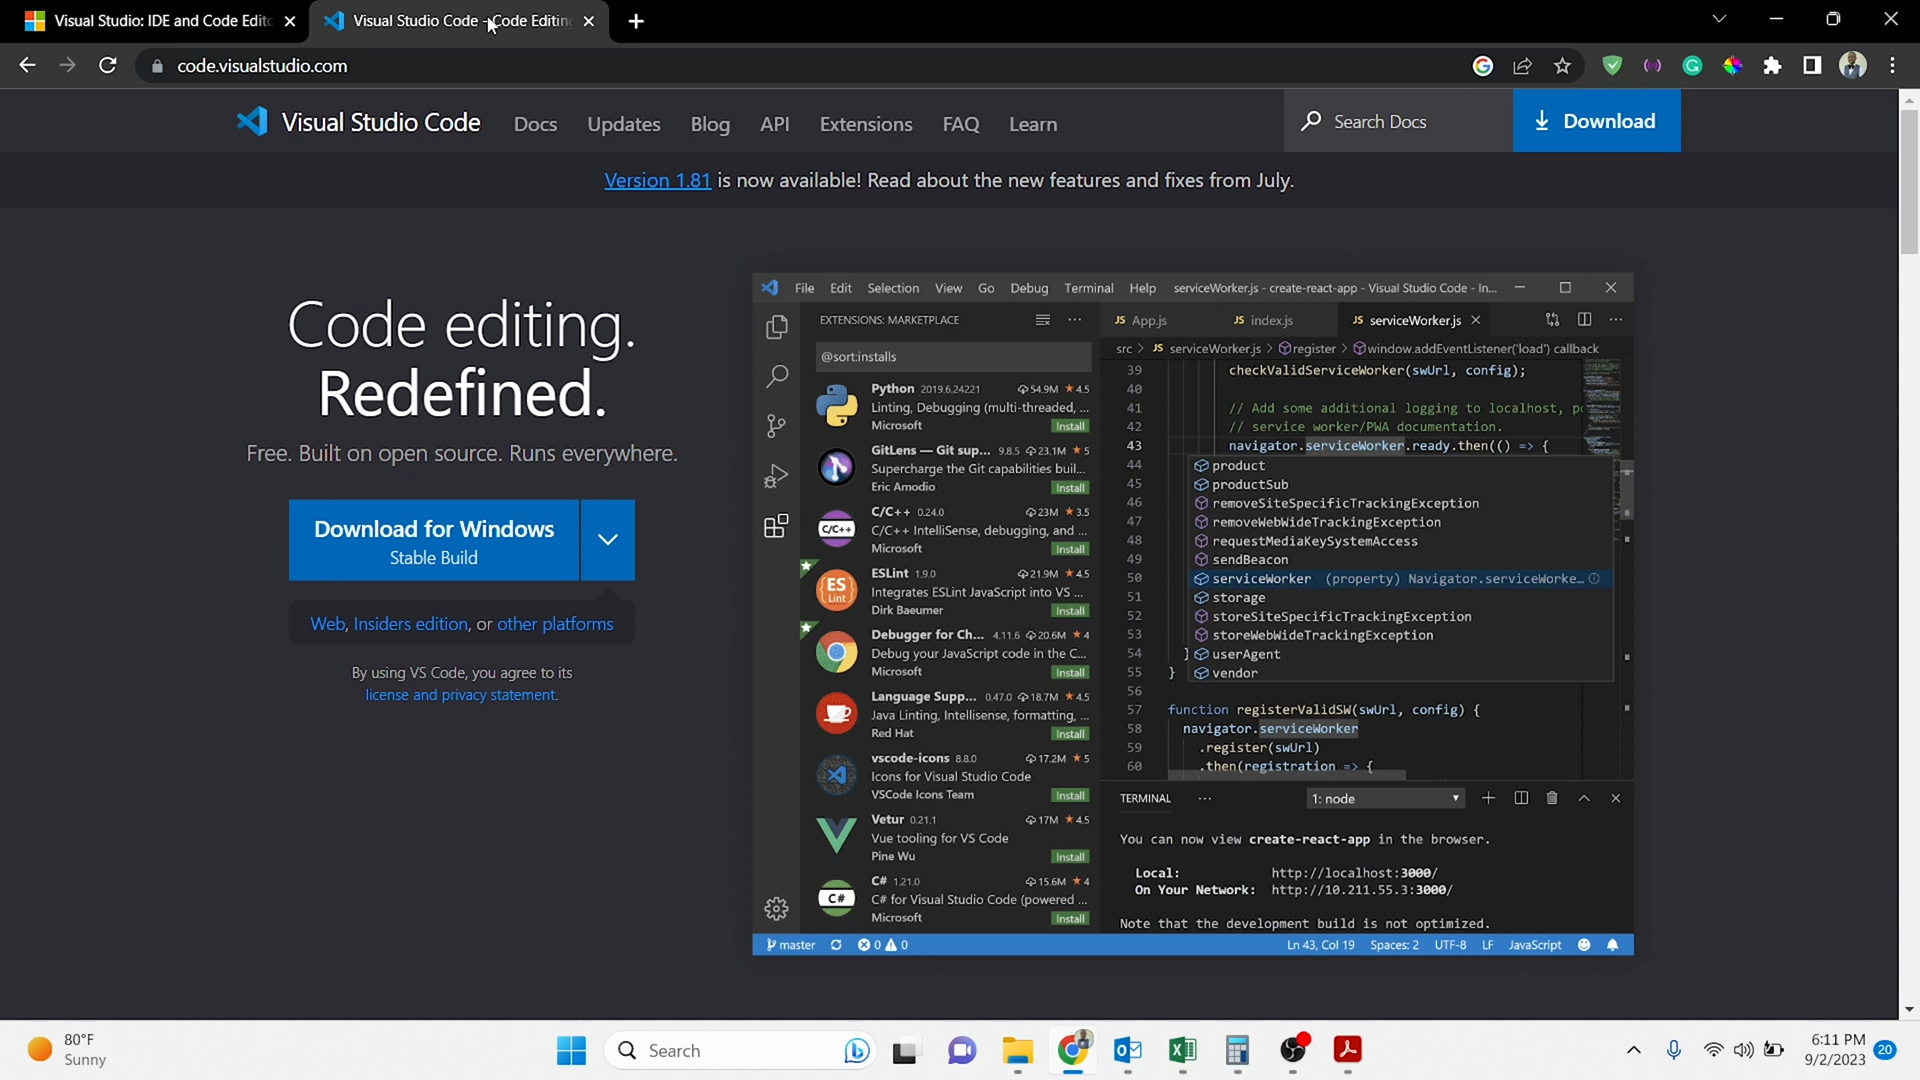 Visual Studio: IDE and Code Edito
Visual Studio Code - Code Editing
code.visualstudio.com
Visual Studio Code
Docs
Updates
Blog
API
Extensions
FAQ
Learn
Search Docs
Download
Version 1.81 is now available! Read about the new features and fixes from July.
Code editing.
Redefined.
Free. Built on open source. Runs everywhere.
Download for Windows
Stable Build
Web, Insiders edition, or other platforms
By using VS Code, you agree to its
license and privacy statement.
File Edit Selection View Go Debug Terminal Help serviceWorker.js - create-react-app - Visual Studio Code - In...
EXTENSIONS: MARKETPLACE
@sort:installs
Python 2019.6.24221 54.9M ★4.5
Linting, Debugging (multi-threaded, ...
Microsoft Install
GitLens — Git sup... 9.8.5 23.1M ★5
Supercharge the Git capabilities buil...
Eric Amodio Install
C/C++
C/C++ 0.24.0 23M ★3.5
C/C++ IntelliSense, debugging, and ...
Microsoft Install
ES
Lint
ESLint 1.9.0 21.9M ★4.5
Integrates ESLint JavaScript into VS ...
Dirk Baeumer Install
Debugger for Ch... 4.11.6 20.6M ★4
Debug your JavaScript code in the C...
Microsoft Install
Language Supp... 0.47.0 18.7M ★4.5
Java Linting, Intellisense, formatting, ...
Red Hat Install
vscode-icons 8.8.0 17.2M ★5
Icons for Visual Studio Code
VSCode Icons Team Install
Vetur 0.21.1 17M ★4.5
Vue tooling for VS Code
Pine Wu Install
C#
C# 1.21.0 15.6M ★4
C# for Visual Studio Code (powered ...
Microsoft Install
JS App.js JS index.js JS serviceWorker.js
src > JS serviceWorker.js > register > window.addEventListener('load') callback
39 checkValidServiceWorker(swUrl, config);
40
41 // Add some additional logging to localhost, p
42 // service worker/PWA documentation.
43 navigator.serviceWorker.ready.then(() => {
44 product
45 productSub
46 removeSiteSpecificTrackingException
47 removeWebWideTrackingException
48 requestMediaKeySystemAccess
49 sendBeacon
50 serviceWorker (property) Navigator.serviceWorke...
51 storage
52 storeSiteSpecificTrackingException
53 storeWebWideTrackingException
54 } userAgent
55 } vendor
56
57 function registerValidSW(swUrl, config) {
58 navigator.serviceWorker
59 .register(swUrl)
60 .then(registration => {
TERMINAL ... 1: node
You can now view create-react-app in the browser.
Local: http://localhost:3000/
On Your Network: http://10.211.55.3:3000/
Note that the development build is not optimized.
master 0 0 Ln 43, Col 19 Spaces: 2 UTF-8 LF JavaScript
80°F
Sunny
Search
6:11 PM
9/2/2023
20